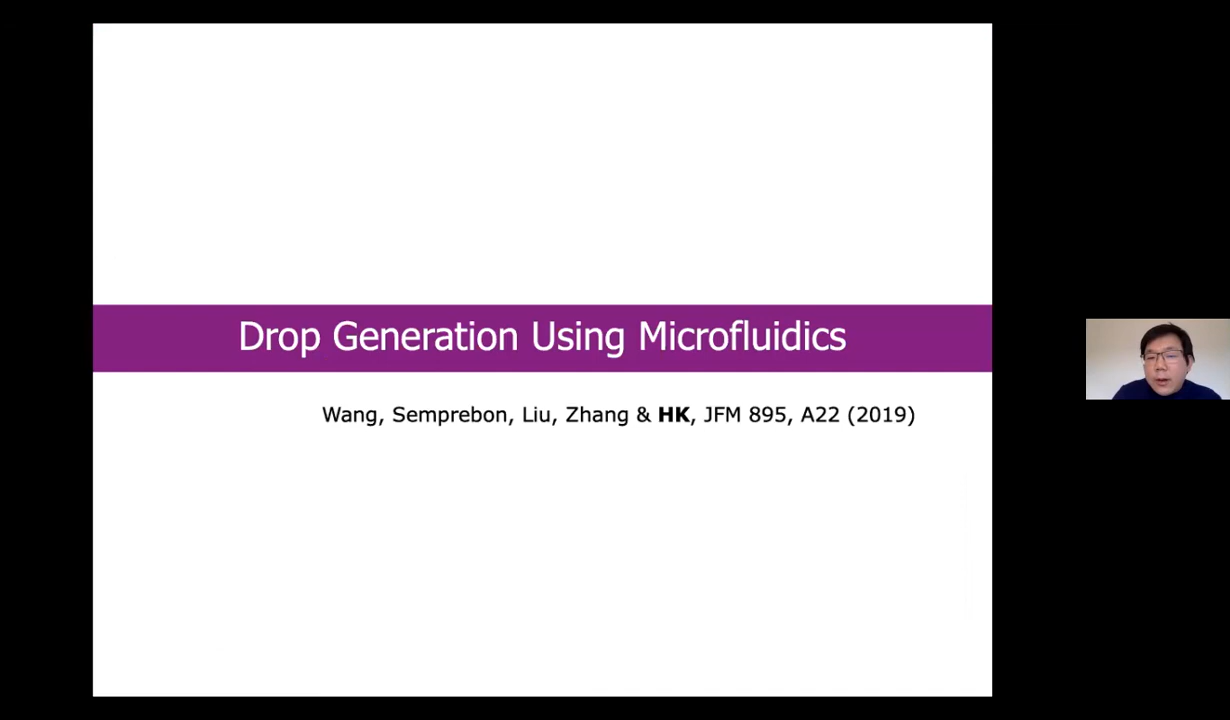 Drop Generation Using Microfluidics
Wang, Semprebon, Liu, Zhang & HK, JFM 895, A22 (2019)